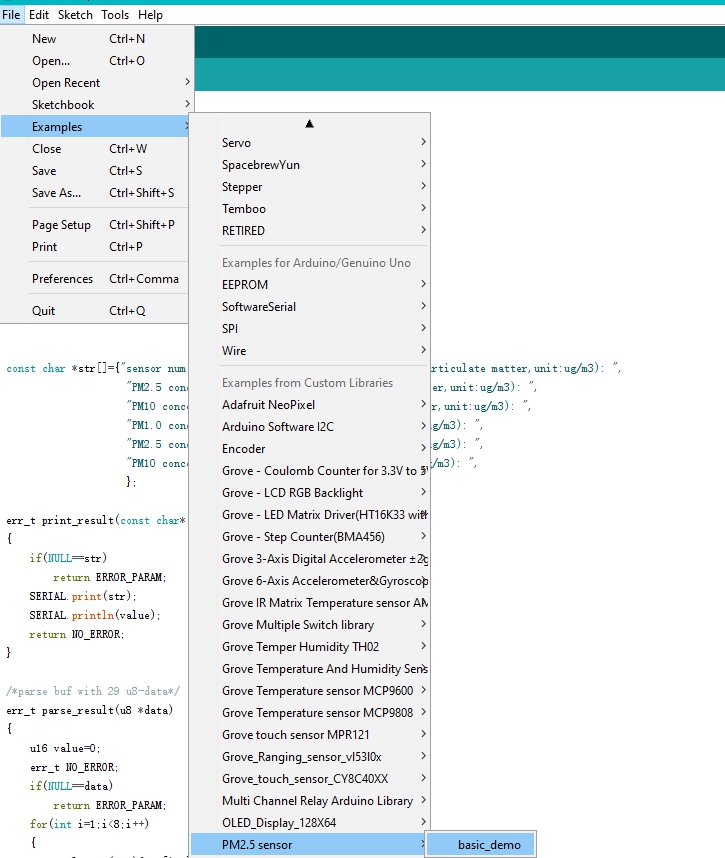 File Edit Sketch Tools Help
New Ctrl+N
Open... Ctrl+O
Open Recent
Sketchbook
Examples
Close Ctrl+W
Save Ctrl+S
Save As... Ctrl+Shift+S
Page Setup Ctrl+Shift+P
Print Ctrl+P
Preferences Ctrl+Comma
Quit Ctrl+Q
Servo
SpacebrewYun
Stepper
Temboo
RETIRED
Examples for Arduino/Genuino Uno
EEPROM
SoftwareSerial
SPI
Wire
Examples from Custom Libraries
Adafruit NeoPixel
Arduino Software I2C
Encoder
Grove - Coulomb Counter for 3.3V to 5V
Grove - LCD RGB Backlight
Grove - LED Matrix Driver(HT16K33 with
Grove - Step Counter(BMA456)
Grove 3-Axis Digital Accelerometer ±2g
Grove 6-Axis Accelerometer&Gyroscop
Grove IR Matrix Temperature sensor AM
Grove Multiple Switch library
Grove Temper Humidity TH02
Grove Temperature And Humidity Sens
Grove Temperature sensor MCP9600
Grove Temperature sensor MCP9808
Grove touch sensor MPR121
Grove_Ranging_sensor_vl53l0x
Grove_touch_sensor_CY8C40XX
Multi Channel Relay Arduino Library
OLED_Display_128X64
PM2.5 sensor
basic_demo
const char *str[]={"sensor num articulate matter,unit:ug/m3): ",
"PM2.5 conc er,unit:ug/m3): ",
"PM10 conce r,unit:ug/m3): ",
"PM1.0 conc g/m3): ",
"PM2.5 conc g/m3): ",
"PM10 conce /m3): ",
};
err_t print_result(const char*
{
if(NULL==str)
return ERROR_PARAM;
SERIAL.print(str);
SERIAL.println(value);
return NO_ERROR;
}
/*parse buf with 29 u8-data*/
err_t parse_result(u8 *data)
{
u16 value=0;
err_t NO_ERROR;
if(NULL==data)
return ERROR_PARAM;
for(int i=1;i<8;i++)
{